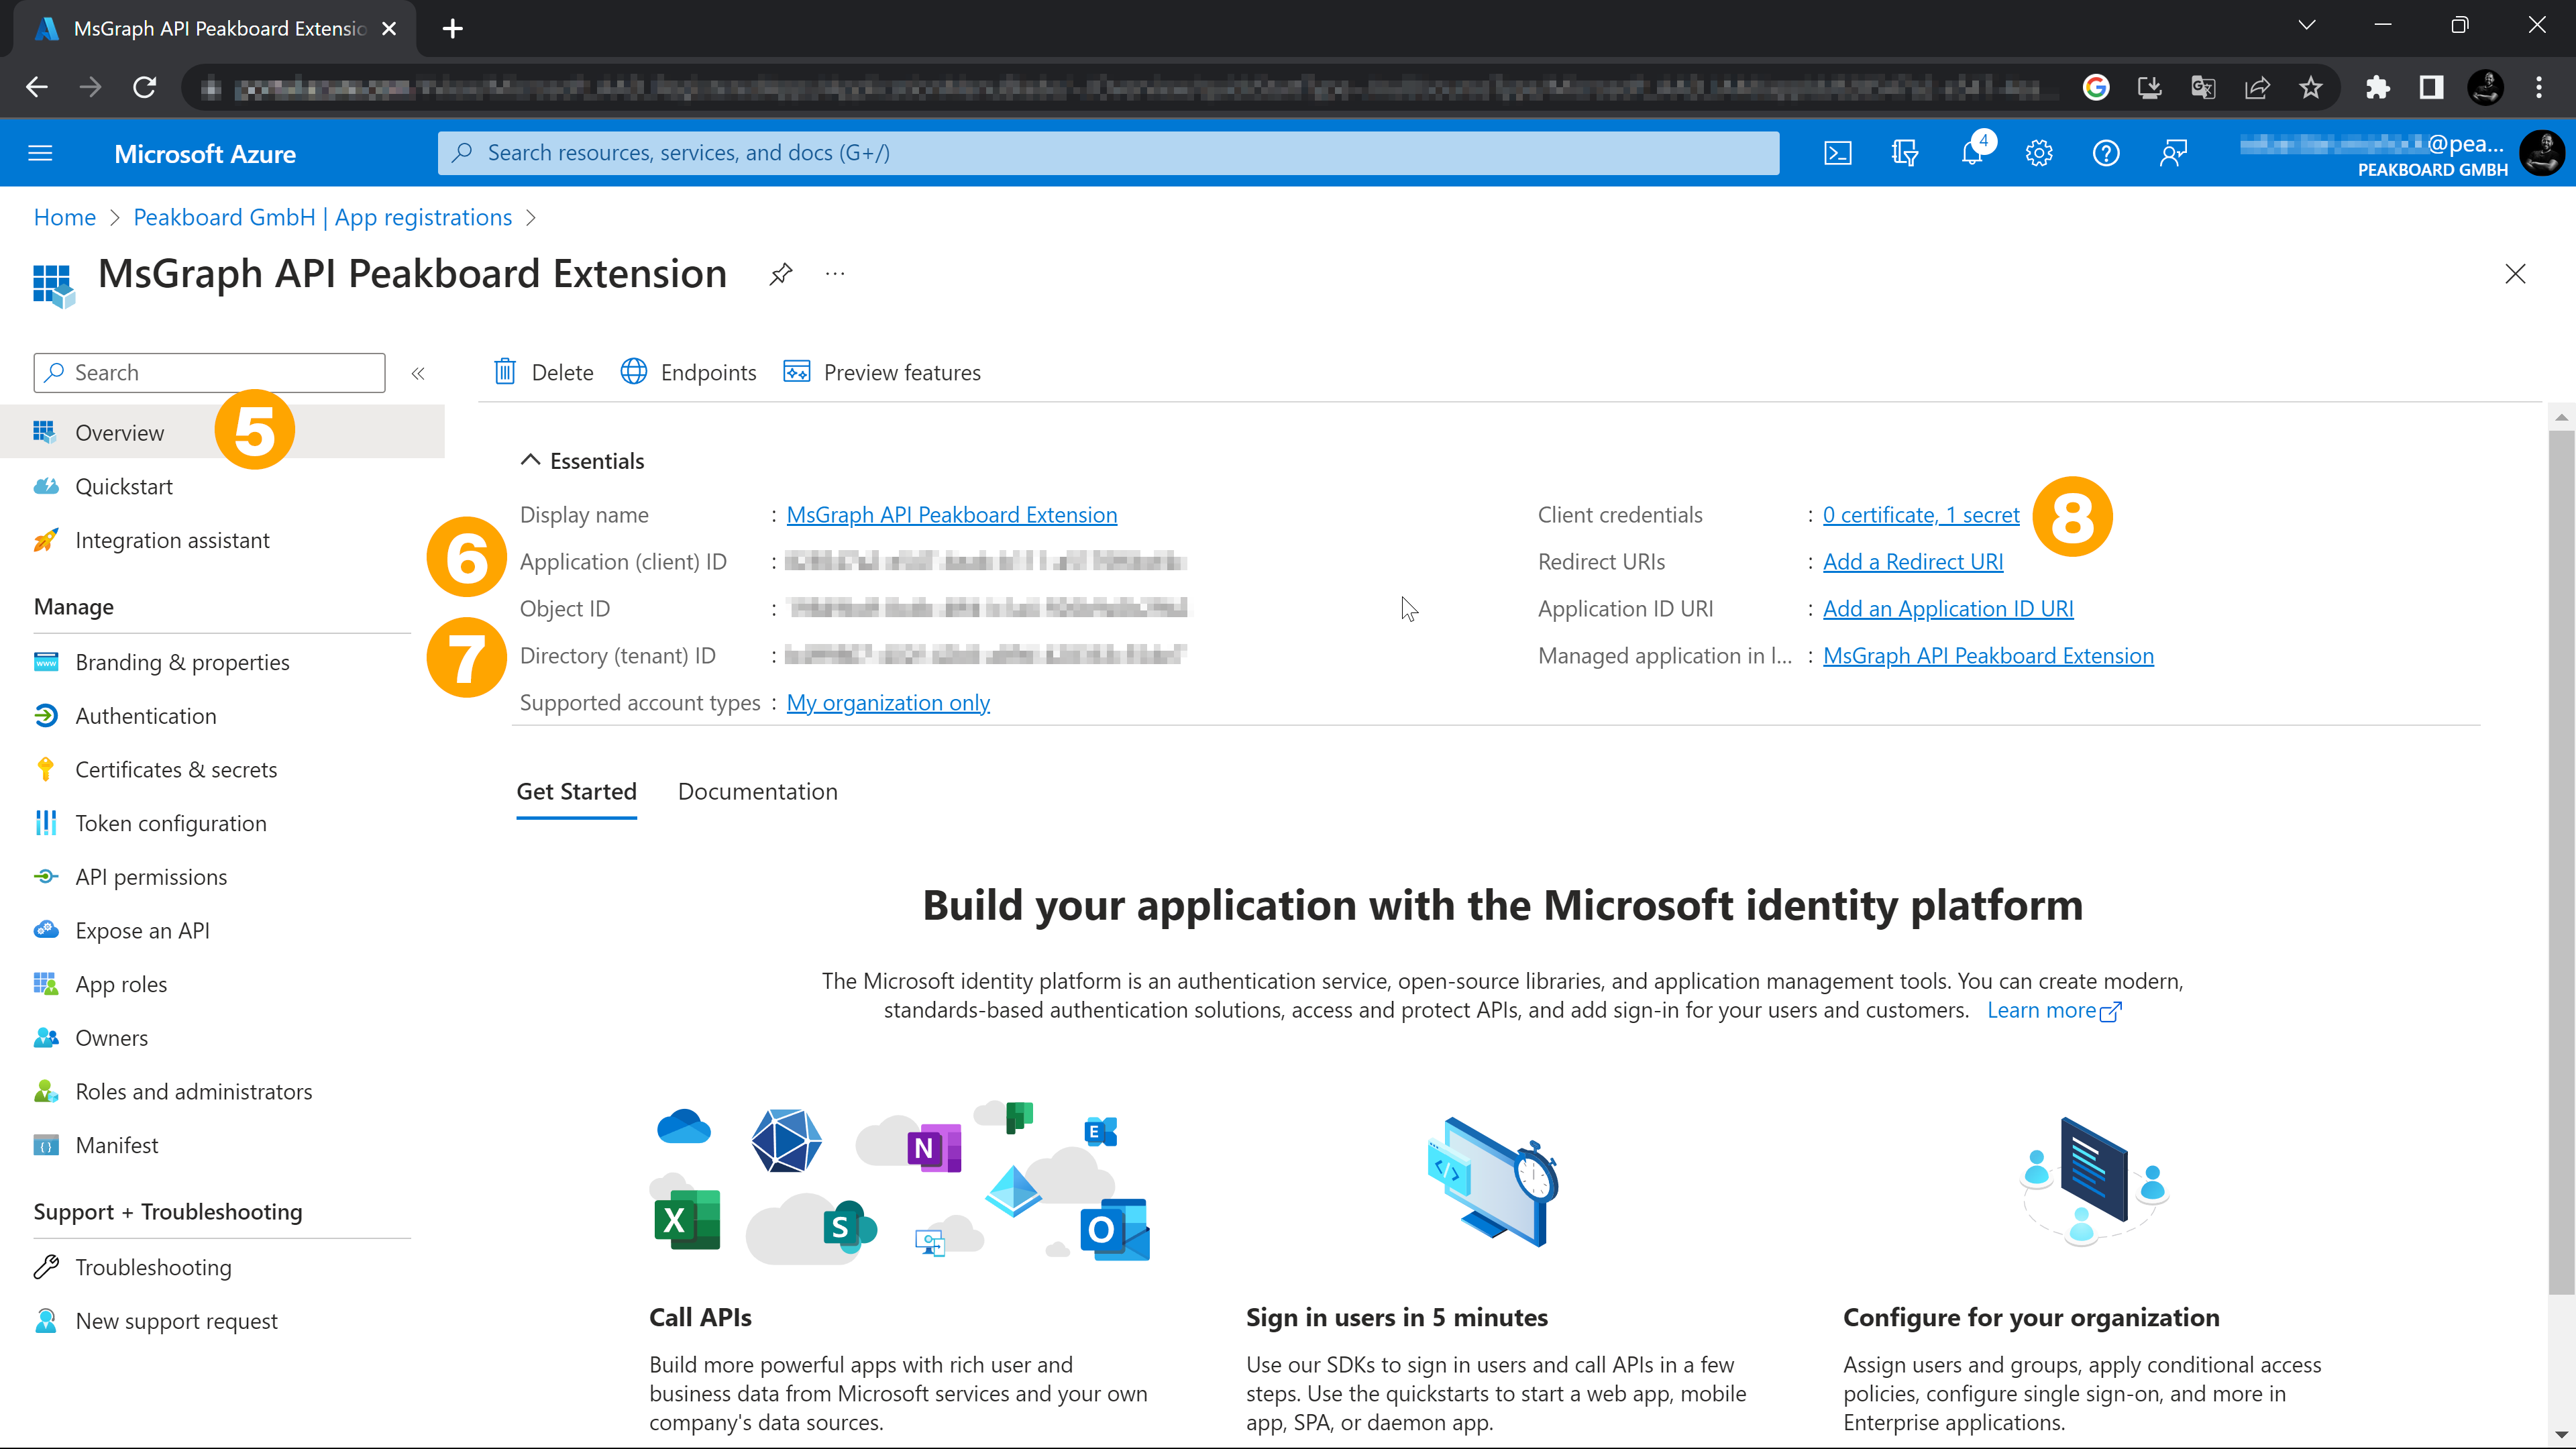 MsGraph API Peakboard Extensio
Microsoft Azure
Search resources, services, and docs (G+/)
4
@pea...
PEAKBOARD GMBH
Home > Peakboard GmbH | App registrations >
MsGraph API Peakboard Extension
...
Search
«
Delete
Endpoints
Preview features
Overview
5
Quickstart
Integration assistant
Manage
Branding & properties
Authentication
Certificates & secrets
Token configuration
API permissions
Expose an API
App roles
Owners
Roles and administrators
Manifest
Support + Troubleshooting
Troubleshooting
New support request
Essentials
Display name : MsGraph API Peakboard Extension
6
Application (client) ID :
Object ID :
7
Directory (tenant) ID :
Supported account types : My organization only
Client credentials : 0 certificate, 1 secret
8
Redirect URIs : Add a Redirect URI
Application ID URI : Add an Application ID URI
Managed application in l... : MsGraph API Peakboard Extension
Get Started
Documentation
Build your application with the Microsoft identity platform
The Microsoft identity platform is an authentication service, open-source libraries, and application management tools. You can create modern,
standards-based authentication solutions, access and protect APIs, and add sign-in for your users and customers. Learn more
N
E
X
S
O
Call APIs
Build more powerful apps with rich user and
business data from Microsoft services and your own
company's data sources.
Sign in users in 5 minutes
Use our SDKs to sign in users and call APIs in a few
steps. Use the quickstarts to start a web app, mobile
app, SPA, or daemon app.
Configure for your organization
Assign users and groups, apply conditional access
policies, configure single sign-on, and more in
Enterprise applications.